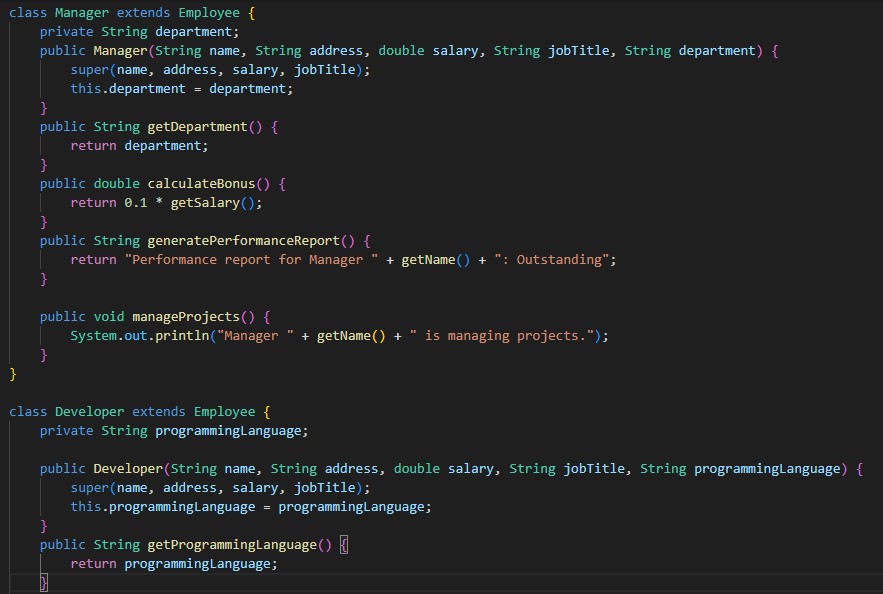 class Manager extends Employee {
    private String department;
    public Manager(String name, String address, double salary, String jobTitle, String department) {
        super(name, address, salary, jobTitle);
        this.department = department;
    }
    public String getDepartment() {
        return department;
    }
    public double calculateBonus() {
        return 0.1 * getSalary();
    }
    public String generatePerformanceReport() {
        return "Performance report for Manager " + getName() + ": Outstanding";
    }

    public void manageProjects() {
        System.out.println("Manager " + getName() + " is managing projects.");
    }
}

class Developer extends Employee {
    private String programmingLanguage;

    public Developer(String name, String address, double salary, String jobTitle, String programmingLanguage) {
        super(name, address, salary, jobTitle);
        this.programmingLanguage = programmingLanguage;
    }
    public String getProgrammingLanguage() {
        return programmingLanguage;
    }